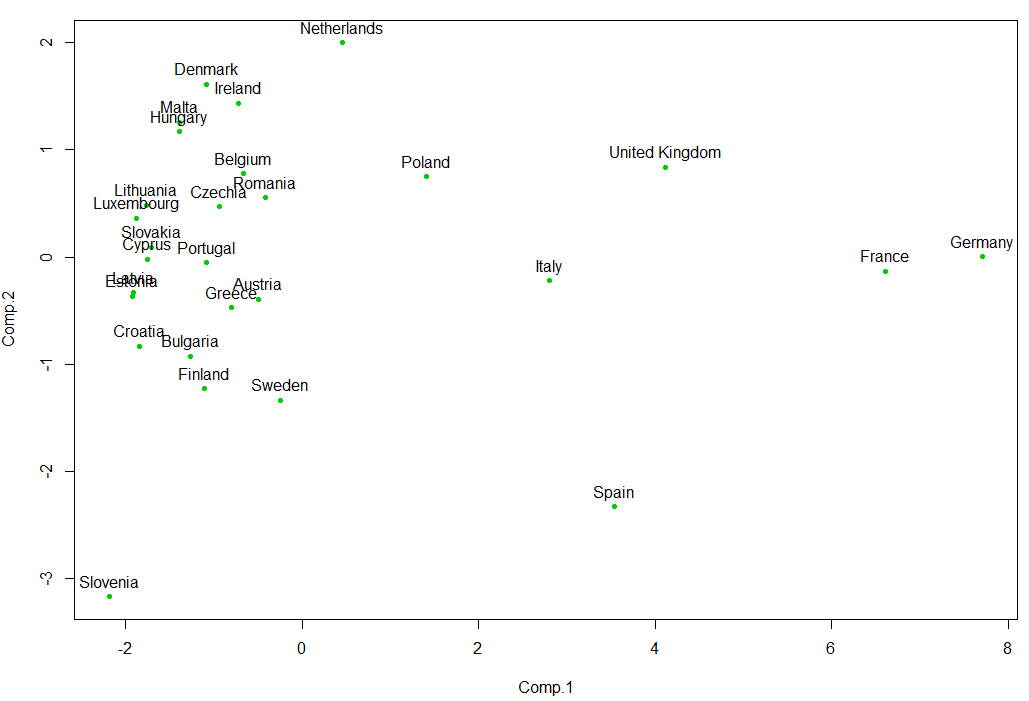 Netherlands
Denmark
Ireland
Malta
Hungary
Belgium
Poland
United Kingdom
Romania
Czechia
Lithuania
Luxembourg
Slovakia
Cyprus
Portugal
Germany
France
Italy
Latvia
Estonia
Austria
Greece
Croatia
Bulgaria
Finland
Sweden
Spain
Slovenia
2
1
0
-1
-2
-3
Comp.2
-2 0 2 4 6 8
Comp.1